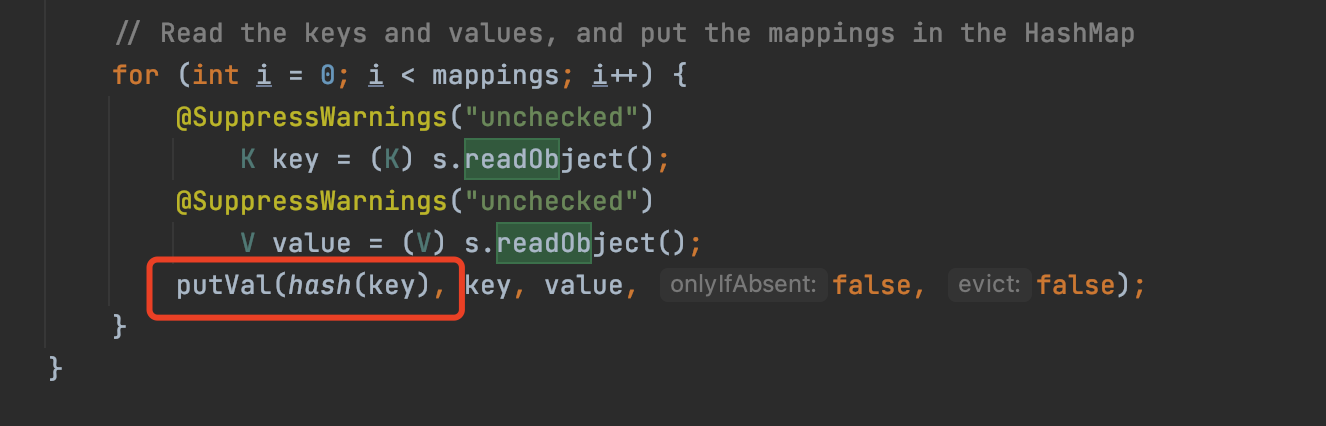 // Read the keys and values, and put the mappings in the HashMap
for (int i = 0; i < mappings; i++) {
@SuppressWarnings("unchecked")
K key = (K) s.readObject();
@SuppressWarnings("unchecked")
V value = (V) s.readObject();
putVal(hash(key), key, value, onlyIfAbsent: false, evict: false);
}
}